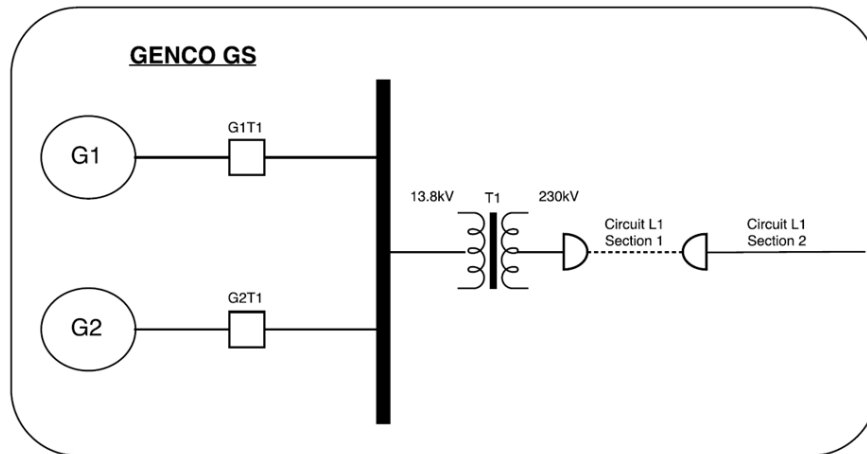 GENCO GS
G1T1
G1
13.8kV
T1
230kV
Circuit L1
Section 1
Circuit L1
Section 2
G2T1
G2